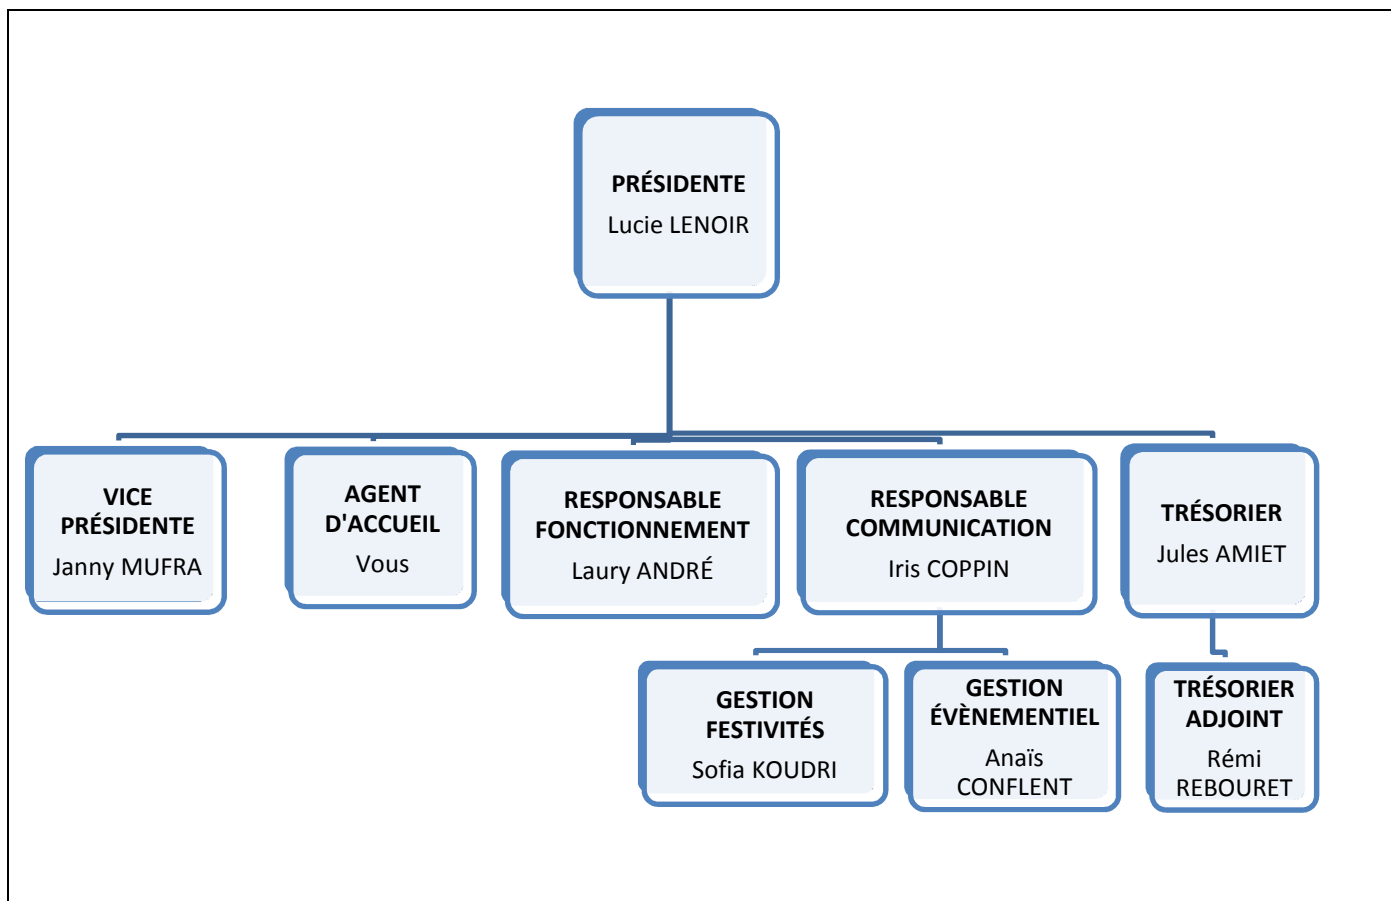 PRÉSIDENTE
Lucie LENOIR
VICE
PRÉSIDENTE
Janny MUFRA
AGENT
D'ACCUEIL
Vous
RESPONSABLE
FONCTIONNEMENT
Laury ANDRÉ
RESPONSABLE
COMMUNICATION
Iris COPPIN
TRÉSORIER
Jules AMIET
GESTION
FESTIVITÉS
Sofia KOUDRI
GESTION
ÉVÈNEMENTIEL
Anaïs
CONFLENT
TRÉSORIER
ADJOINT
Rémi
REBOURET